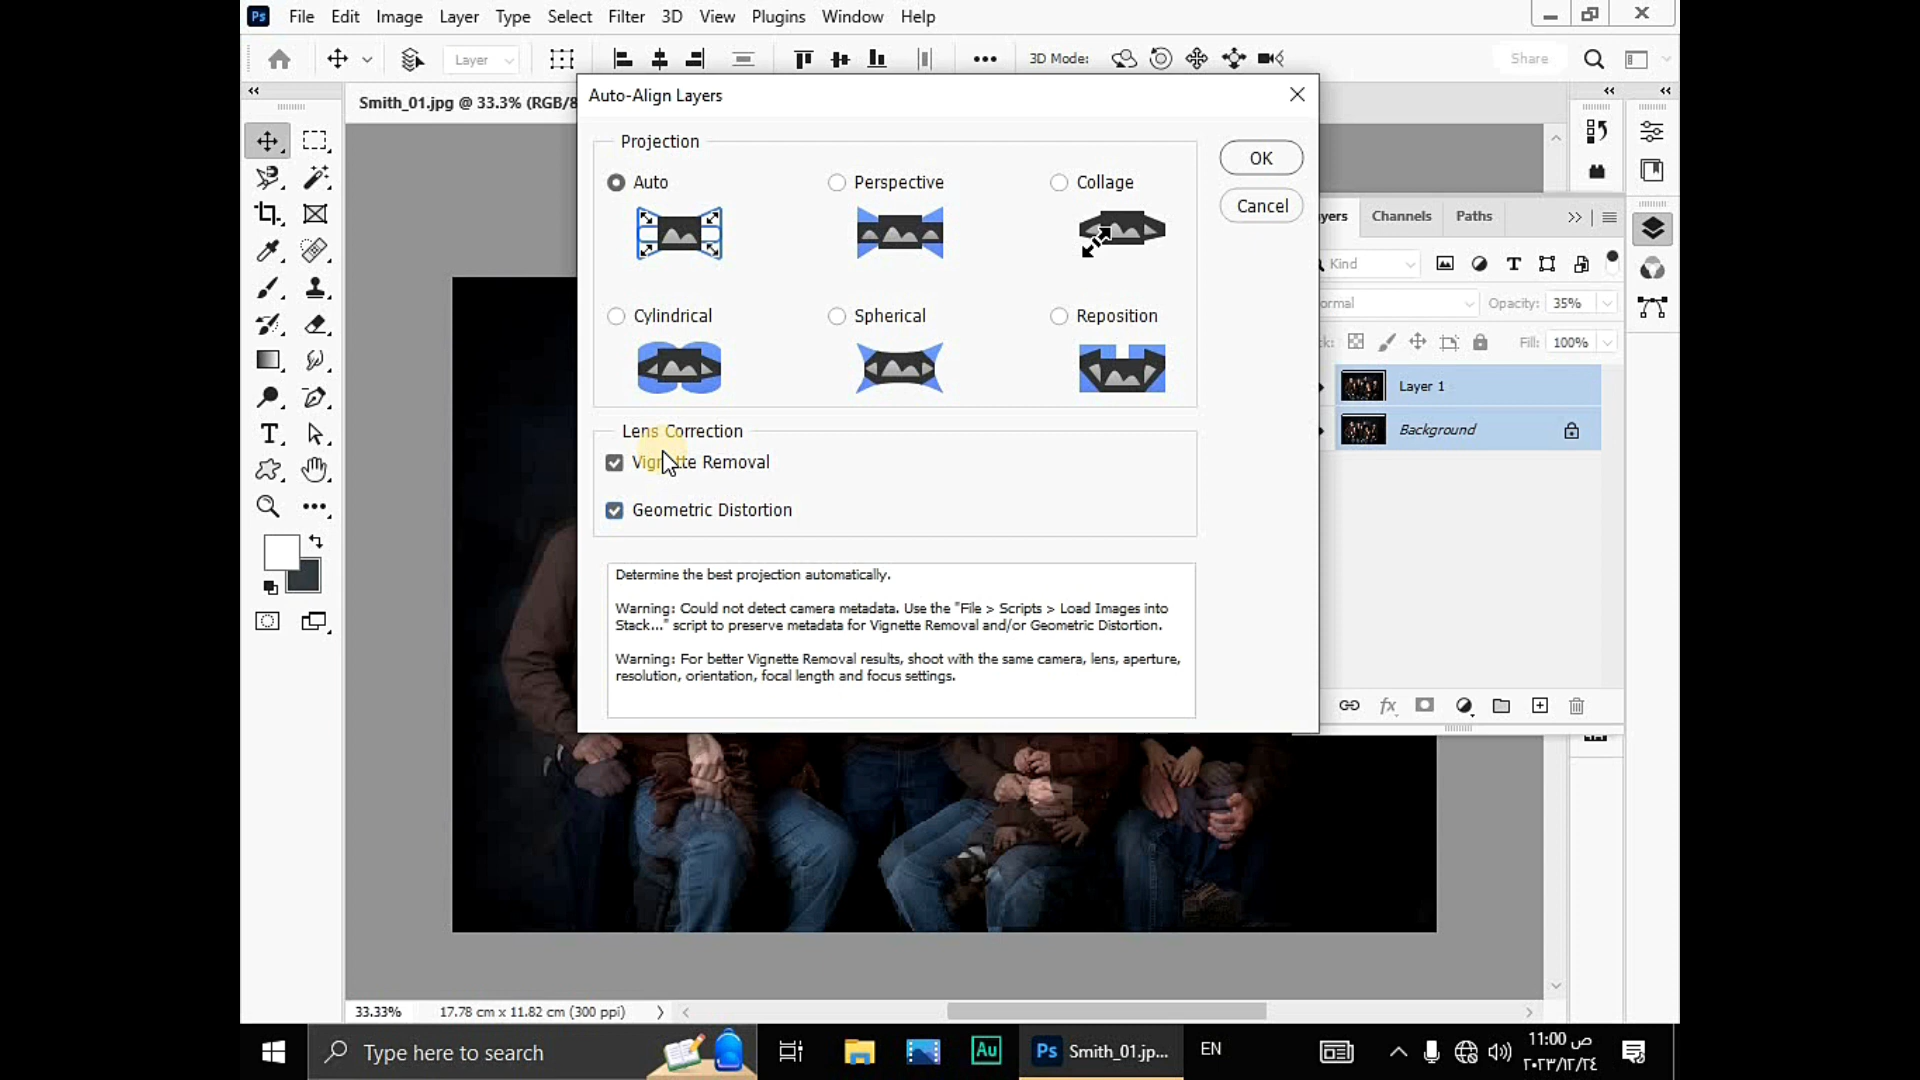 Ps File Edit Image Layer Type Select Filter 3D View Plugins Window Help
Layer 3D Mode: Share
Smith_01.jpg @ 33.3% (RGB/8
Auto-Align Layers
Projection
Auto Perspective Collage
Cylindrical Spherical Reposition
OK
Cancel
Lens Correction
Vignette Removal
Geometric Distortion
Determine the best projection automatically.
Warning: Could not detect camera metadata. Use the "File > Scripts > Load Images into
Stack..." script to preserve metadata for Vignette Removal and/or Geometric Distortion.
Warning: For better Vignette Removal results, shoot with the same camera, lens, aperture,
resolution, orientation, focal length and focus settings.
yers Channels Paths
Kind
ormal Opacity: 35%
k: Fill: 100%
Layer 1
Background
fx
33.33% 17.78 cm x 11.82 cm (300 ppi)
Type here to search Au Ps Smith_01.jp... EN
11:00 ص
٢٠٢٣/١٢/٢٤